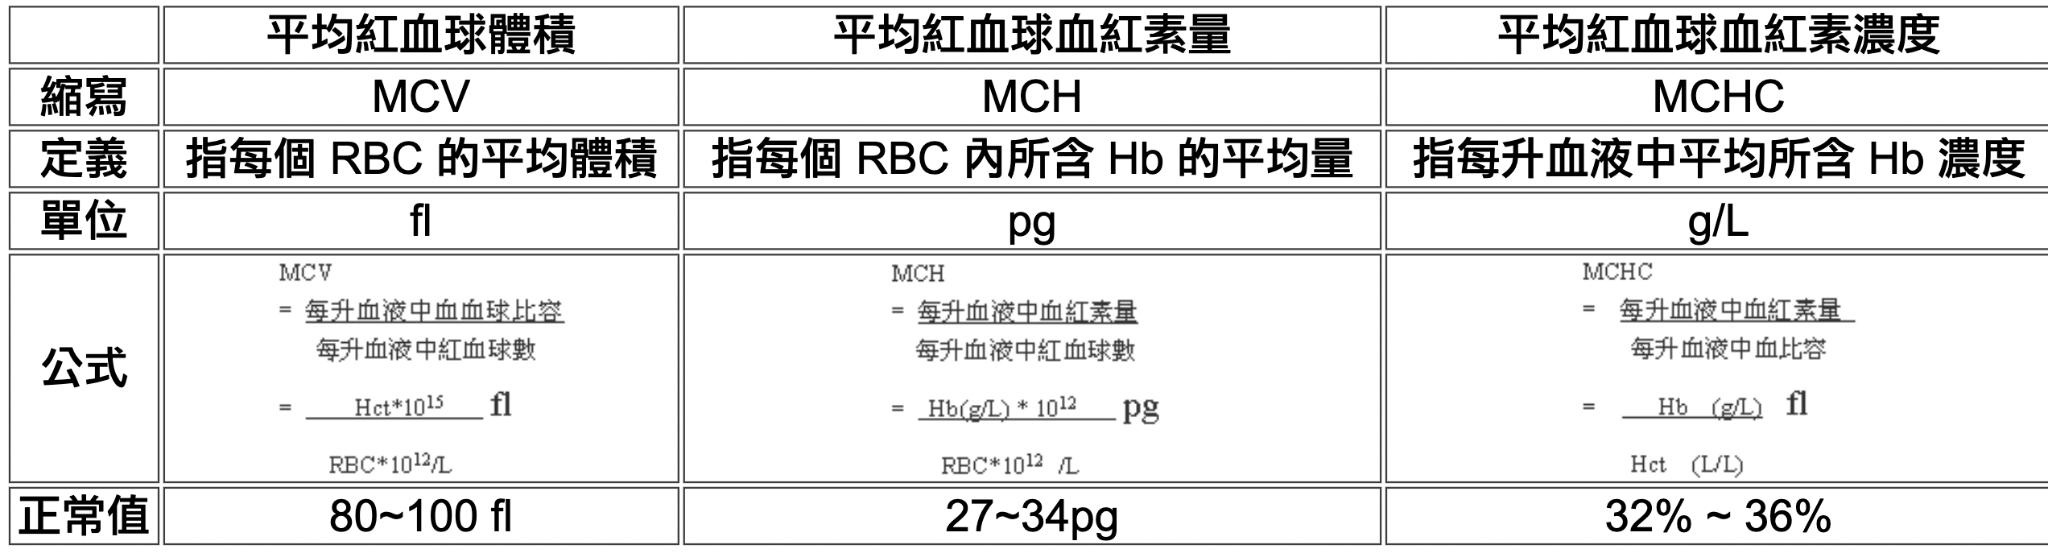 平均紅血球體積 平均紅血球血紅素量 平均紅血球血紅素濃度
縮寫 MCV MCH MCHC
定義 指每個 RBC 的平均體積 指每個 RBC 內所含 Hb 的平均量 指每升血液中平均所含 Hb 濃度
單位 fl pg g/L
公式
MCV
= 每升血液中血血球比容
每升血液中紅血球數
= Hct*10¹⁵ fl
RBC*10¹²/L
MCH
= 每升血液中血紅素量
每升血液中紅血球數
= Hb(g/L) * 10¹² pg
RBC*10¹² /L
MCHC
= 每升血液中血紅素量
每升血液中血比容
= Hb (g/L) fl
Hct (L/L)
正常值 80~100 fl 27~34pg 32% ~ 36%